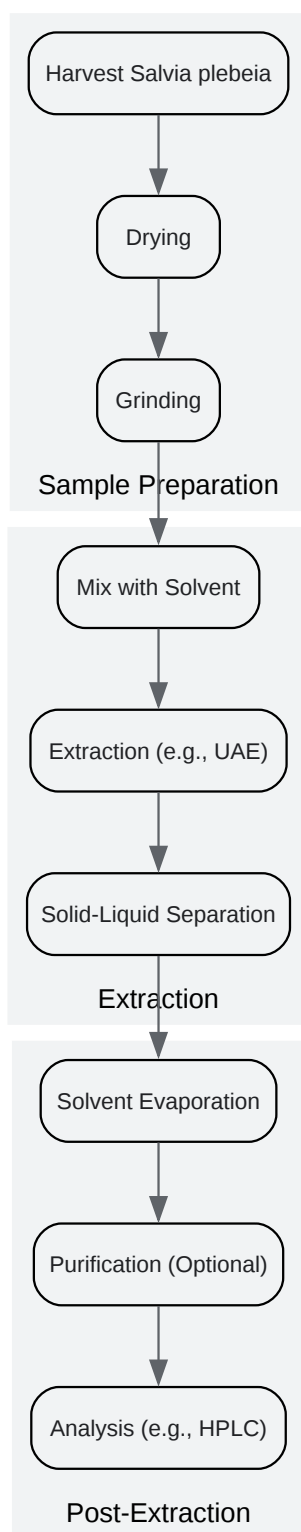 Harvest Salvia plebeia
Drying
Grinding
Sample Preparation
Mix with Solvent
Extraction (e.g., UAE)
Solid-Liquid Separation
Extraction
Solvent Evaporation
Purification (Optional)
Analysis (e.g., HPLC)
Post-Extraction